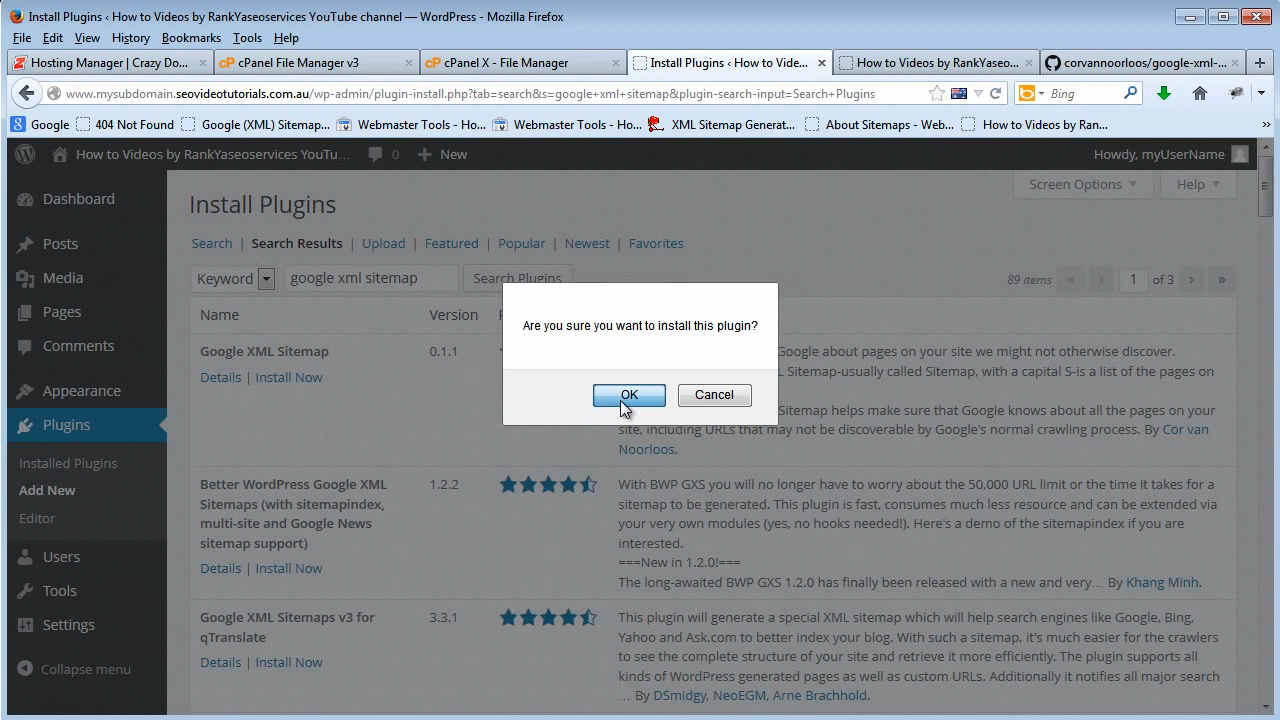 Install Plugins ‹ How to Videos by RankYaseoservices YouTube channel — WordPress - Mozilla Firefox
File Edit View History Bookmarks Tools Help
Hosting Manager | Crazy Do... × cPanel File Manager v3 × cPanel X - File Manager × Install Plugins ‹ How to Vide... × How to Videos by RankYaseo... × corvannoorloos/google-xml-... ×
www.mysubdomain.seovideotutorials.com.au/wp-admin/plugin-install.php?tab=search&s=google+xml+sitemap&plugin-search-input=Search+Plugins Bing
Google 404 Not Found Google (XML) Sitemap... Webmaster Tools - Ho... Webmaster Tools - Ho... XML Sitemap Generat... About Sitemaps - Web... How to Videos by Ran... »
How to Videos by RankYaseoservices YouTu... 0 + New Howdy, myUserName
Screen Options Help
Dashboard
Posts
Media
Pages
Comments
Appearance
Plugins
Installed Plugins
Add New
Editor
Users
Tools
Settings
Collapse menu
Install Plugins
Search | Search Results | Upload | Featured | Popular | Newest | Favorites
Keyword google xml sitemap Search Plugins 89 items « ‹ 1 of 3 › »
Name Version
Are you sure you want to install this plugin?
OK Cancel
Google XML Sitemap 0.1.1 Google about pages on your site we might not otherwise discover.
Details | Install Now Sitemap-usually called Sitemap, with a capital S-is a list of the pages on
Sitemap helps make sure that Google knows about all the pages on your
site, including URLs that may not be discoverable by Google's normal crawling process. By Cor van
Noorloos.
Better WordPress Google XML
Sitemaps (with sitemapindex,
multi-site and Google News
sitemap support)
Details | Install Now
1.2.2
With BWP GXS you will no longer have to worry about the 50,000 URL limit or the time it takes for a
sitemap to be generated. This plugin is fast, consumes much less resource and can be extended via
your very own modules (yes, no hooks needed!). Here's a demo of the sitemapindex if you are
interested.
===New in 1.2.0!===
The long-awaited BWP GXS 1.2.0 has finally been released with a new and very… By Khang Minh.
Google XML Sitemaps v3 for
qTranslate
Details | Install Now
3.3.1
This plugin will generate a special XML sitemap which will help search engines like Google, Bing,
Yahoo and Ask.com to better index your blog. With such a sitemap, it's much easier for the crawlers
to see the complete structure of your site and retrieve it more efficiently. The plugin supports all
kinds of WordPress generated pages as well as custom URLs. Additionally it notifies all major search
… By DSmidgy, NeoEGM, Arne Brachhold.